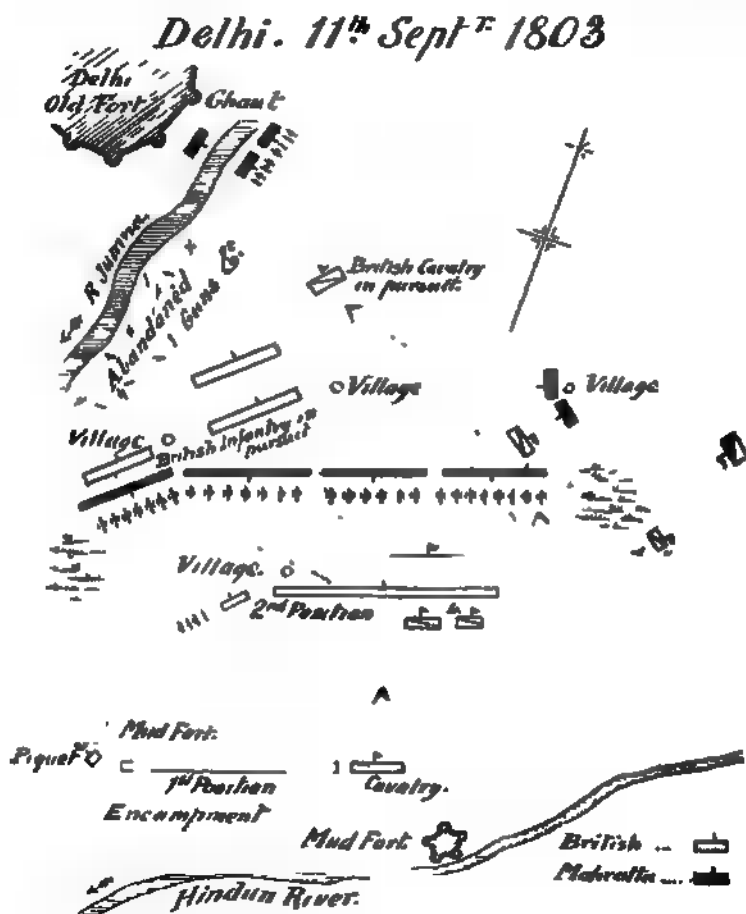 Delhi. 11th Septr 1803
Delhi
Old Fort
Ghaut
R Jumna
Abandoned
Guns &c.
British Cavalry
in pursuit.
Village
Village
Village
British Infantry in
pursuit
Village.
2nd Position
Mud Fort.
Piquet
1st Position
Cavalry.
Encampment
Mud Fort
British
Mahratta
Hindun River.